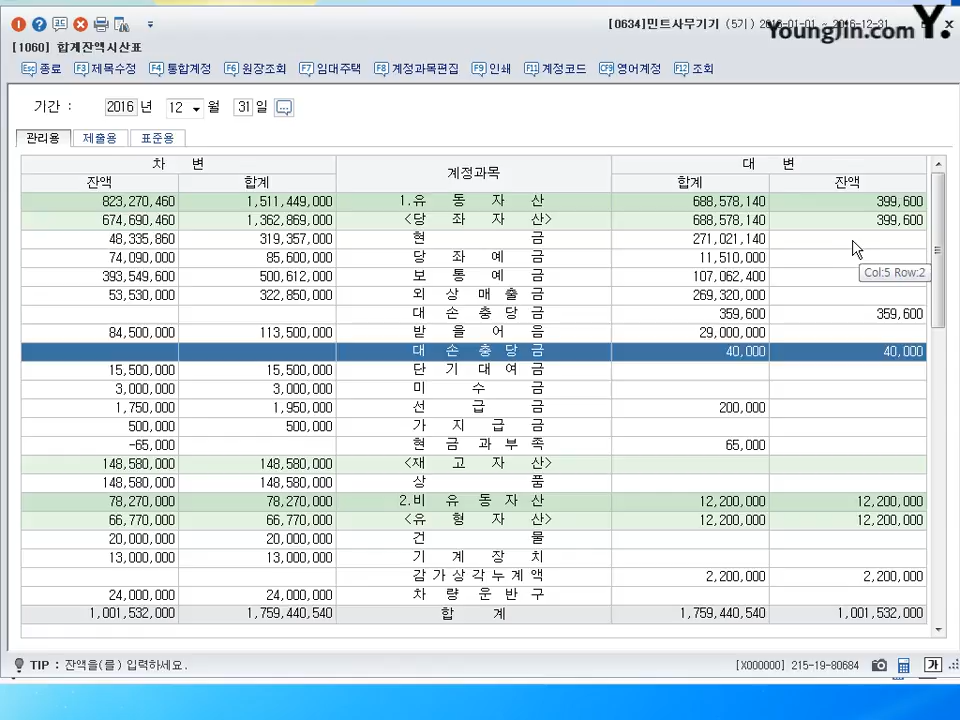 [0634]민트사무기기 (5기) 2016-01-01 ~ 2016-12-31
YoungJin.com Y.
[1060] 합계잔액시산표
Esc 종료 F3 제목수정 F4 통합계정 F6 원장조회 F7 임대주택 F8 계정과목편집 F9 인쇄 F11 계정코드 CF9 영어계정 F12 조회
기간 : 2016 년 12 월 31 일
관리용 제출용 표준용
차 변 계정과목 대 변
잔액 합계 합계 잔액
823,270,460 1,511,449,000 1.유 동 자 산 688,578,140 399,600
674,690,460 1,362,869,000 <당 좌 자 산> 688,578,140 399,600
48,335,860 319,357,000 현 금 271,021,140
74,090,000 85,600,000 당 좌 예 금 11,510,000
Col:5 Row:2
393,549,600 500,612,000 보 통 예 금 107,062,400
53,530,000 322,850,000 외 상 매 출 금 269,320,000
대 손 충 당 금 359,600 359,600
84,500,000 113,500,000 받 을 어 음 29,000,000
대 손 충 당 금 40,000 40,000
15,500,000 15,500,000 단 기 대 여 금
3,000,000 3,000,000 미 수 금
1,750,000 1,950,000 선 급 금 200,000
500,000 500,000 가 지 급 금
-65,000 현 금 과 부 족 65,000
148,580,000 148,580,000 <재 고 자 산>
148,580,000 148,580,000 상 품
78,270,000 78,270,000 2.비 유 동 자 산 12,200,000 12,200,000
66,770,000 66,770,000 <유 형 자 산> 12,200,000 12,200,000
20,000,000 20,000,000 건 물
13,000,000 13,000,000 기 계 장 치
감 가 상 각 누 계 액 2,200,000 2,200,000
24,000,000 24,000,000 차 량 운 반 구
1,001,532,000 1,759,440,540 합 계 1,759,440,540 1,001,532,000
TIP : 잔액을(를) 입력하세요. [X000000] 215-19-80684 가